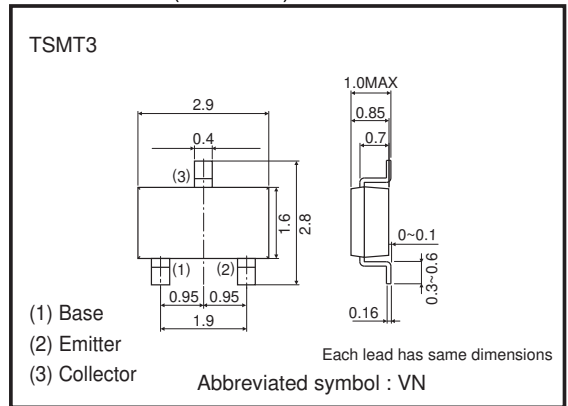 TSMT3
1.0MAX
2.9
0.85
0.4
0.7
(3)
1.6
2.8
0~0.1
(1)
(2)
0.3~0.6
0.95
0.95
0.16
1.9
(1) Base
(2) Emitter
(3) Collector
Each lead has same dimensions
Abbreviated symbol : VN